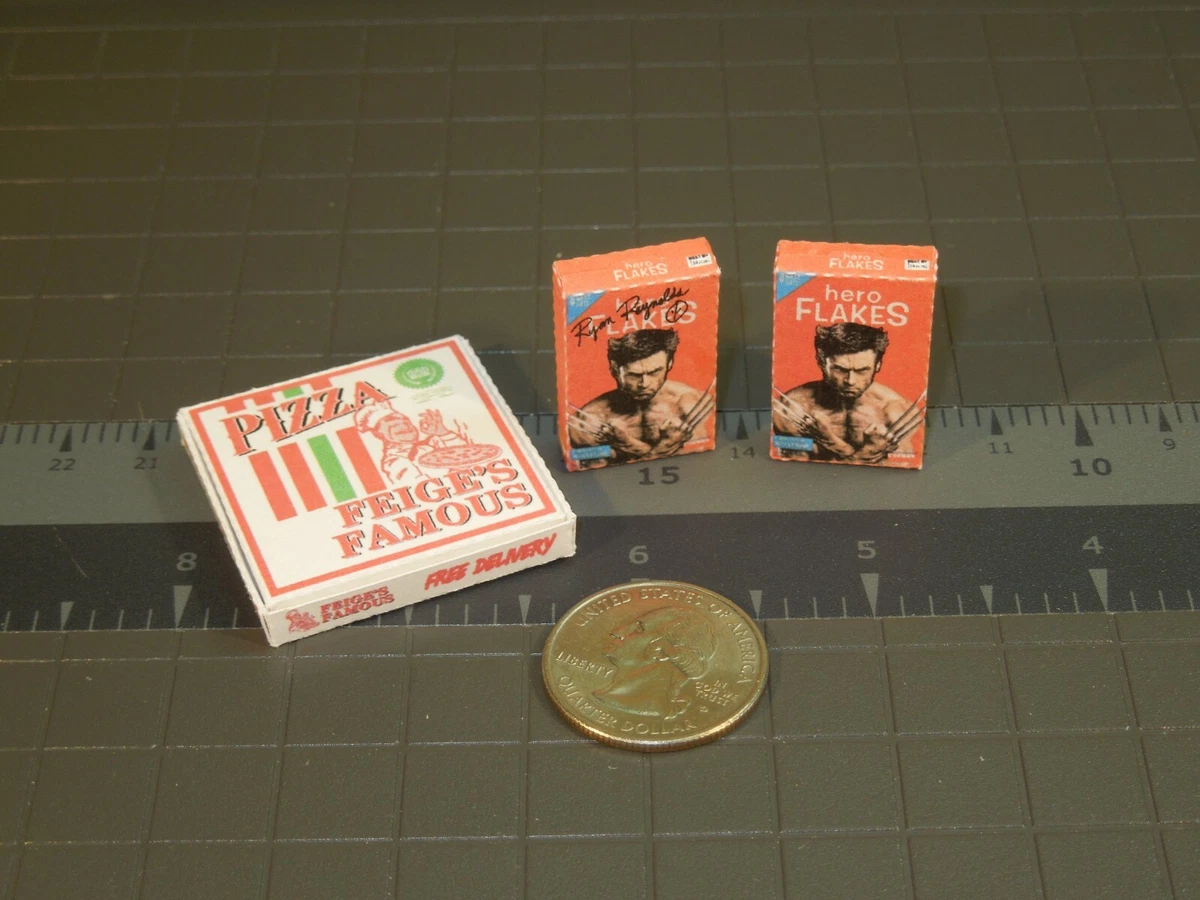 PIZZA
FEIGE'S
FAMOUS
FEIGE'S
FAMOUS
FREE DELIVERY
hero
FLAKES
Ryan Reynolds
FLAKES
hero
FLAKES
hero
FLAKES
22
21
15
14
11
10
9
8
6
5
4
UNITED STATES OF AMERICA
LIBERTY
IN
GOD WE
TRUST
QUARTER DOLLAR